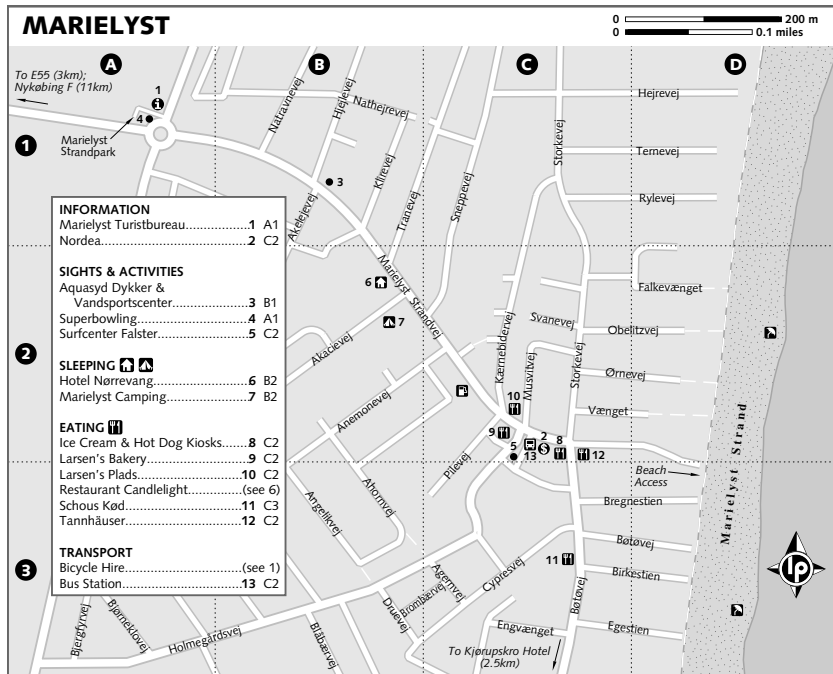 MARIELYST
0 200 m
0 0.1 miles
A
B
C
D
1
2
3
To E55 (3km);
Nykøbing F (11km)
1
4
Marielyst
Strandpark
Natravnevej
Hjejlevej
Nathejrevej
Klirevej
Tranevej
Sneppevej
Storkevej
Hejrevej
Ternevej
Rylevej
3
Akelejevej
INFORMATION
Marielyst Turistbureau 1 A1
Nordea 2 C2
SIGHTS & ACTIVITIES
Aquasyd Dykker &
Vandsportscenter 3 B1
Superbowling 4 A1
Surfcenter Falster 5 C2
SLEEPING
Hotel Nørrevang 6 B2
Marielyst Camping 7 B2
EATING
Ice Cream & Hot Dog Kiosks 8 C2
Larsen's Bakery 9 C2
Larsen's Plads 10 C2
Restaurant Candlelight (see 6)
Schous Kød 11 C3
Tannhäuser 12 C2
TRANSPORT
Bicycle Hire (see 1)
Bus Station 13 C2
6
7
Marielyst Strandvej
Akacievej
Anemonevej
Kærnebidervej
Svanevej
Musvitvej
Storkevej
Falkevænget
Obelitzvej
Ørnevej
Vænget
10
9
5
2
8
13
12
Beach
Access
Marielyst Strand
Pilevej
Ahornvej
Angelikvej
Bregnestien
Bøtøvej
Birkestien
11
Bøtøvej
Cypresvej
Agernvej
Brombærvej
Druevej
Blåbærvej
Holmegårdsvej
Bjørneklovej
Bjergfyrvej
Engvænget
Egestien
To Kjørupskro Hotel
(2.5km)
lp